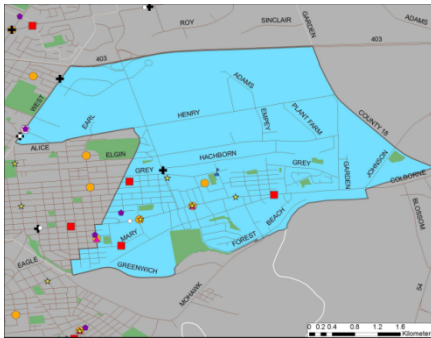 ROY
SINCLAIR
GARDEN
ADAMS
403
403
WEST
EARL
HENRY
ADAMS
EMPEY
PLANT FARM
COUNTY 18
ALICE
ELGIN
HACHBORN
GREY
GREY
GARDEN
JOHNSON
COLBORNE
MARY
BEACH
FOREST
BLOSSOM
EAGLE
GREENWICH
MOHAWK
54
0 0.2 0.4 0.8 1.2 1.6
Kilometer